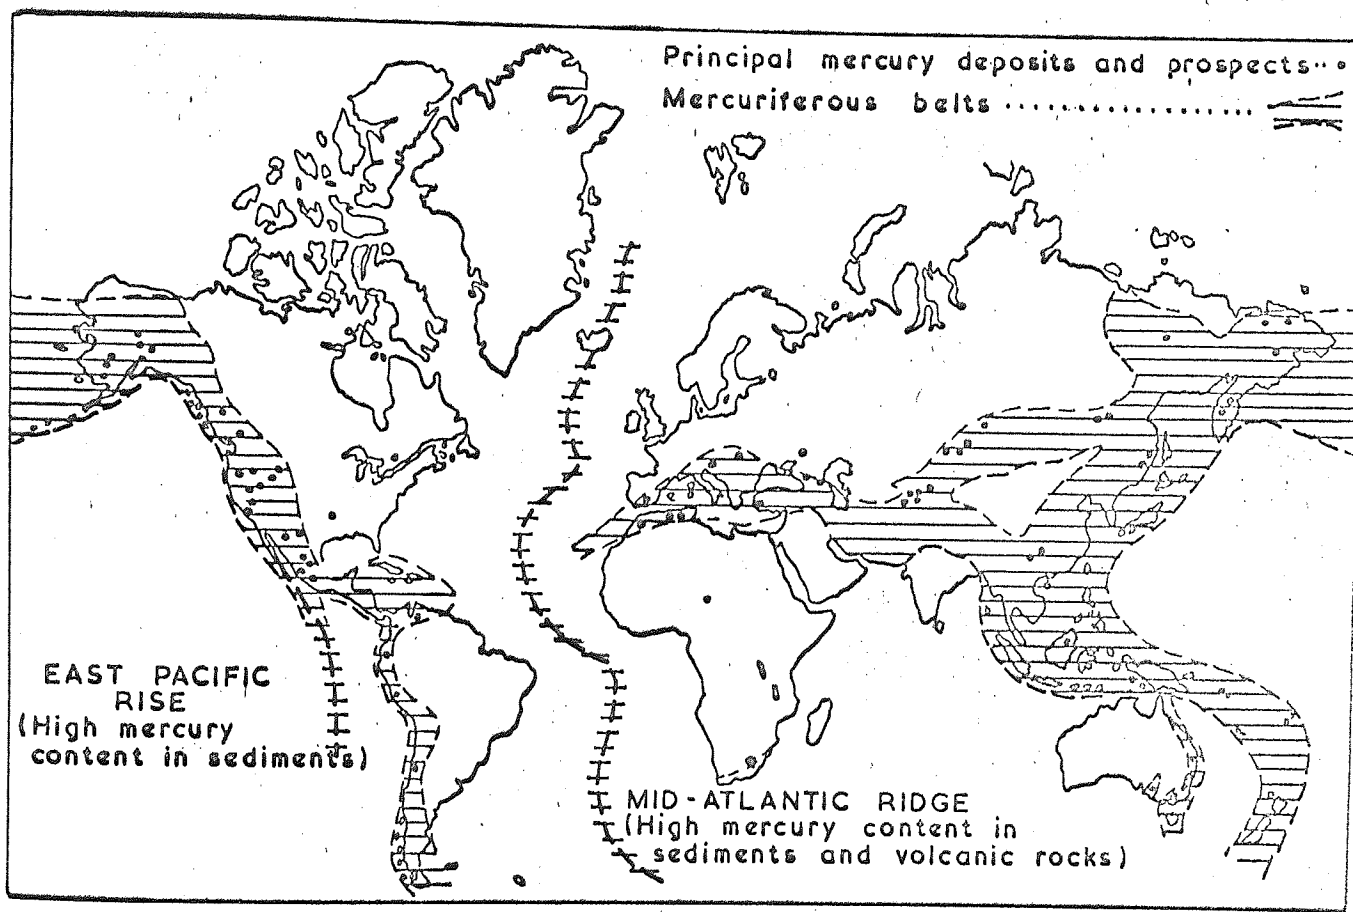 Principal mercury deposits and prospects..
Mercuriferous belts ...................
EAST PACIFIC
RISE
(High mercury
content in sediments)
MID-ATLANTIC RIDGE
(High mercury content in
sediments and volcanic rocks)